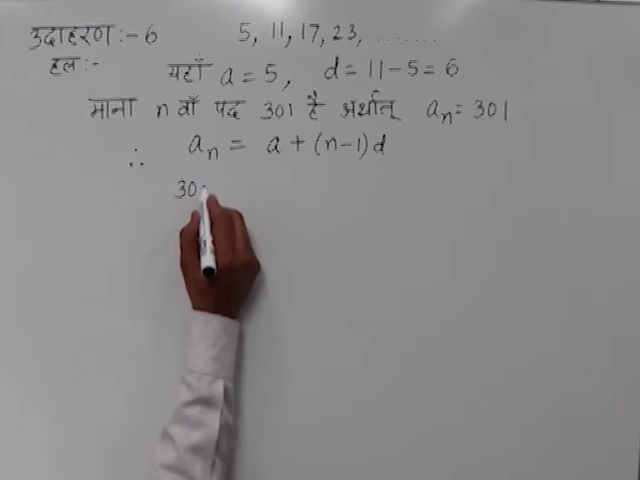 उदाहरण:- 6 5, 11, 17, 23, ........
हल:- यहाँ a = 5, d = 11 - 5 = 6
माना n वाँ पद 301 है अर्थात् aₙ = 301
∴ aₙ = a + (n-1)d
30